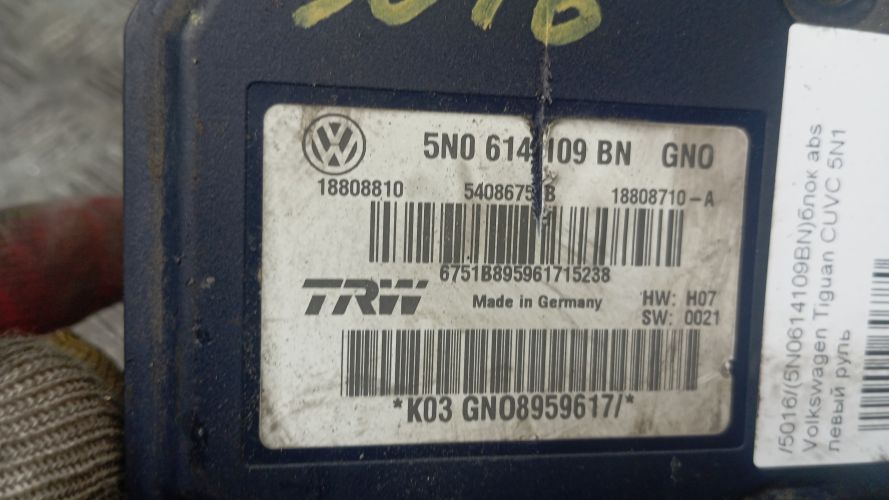 5016
5N0 614 109 BN GNO
18808810 18808710-A
6751B895961715238
TRW Made in Germany HW: H07
SW: 0021
*K03 GNO8959617/*
/5016/(5N0614109BN)блок abs
Volkswagen Tiguan CUVC 5N1
левый руль